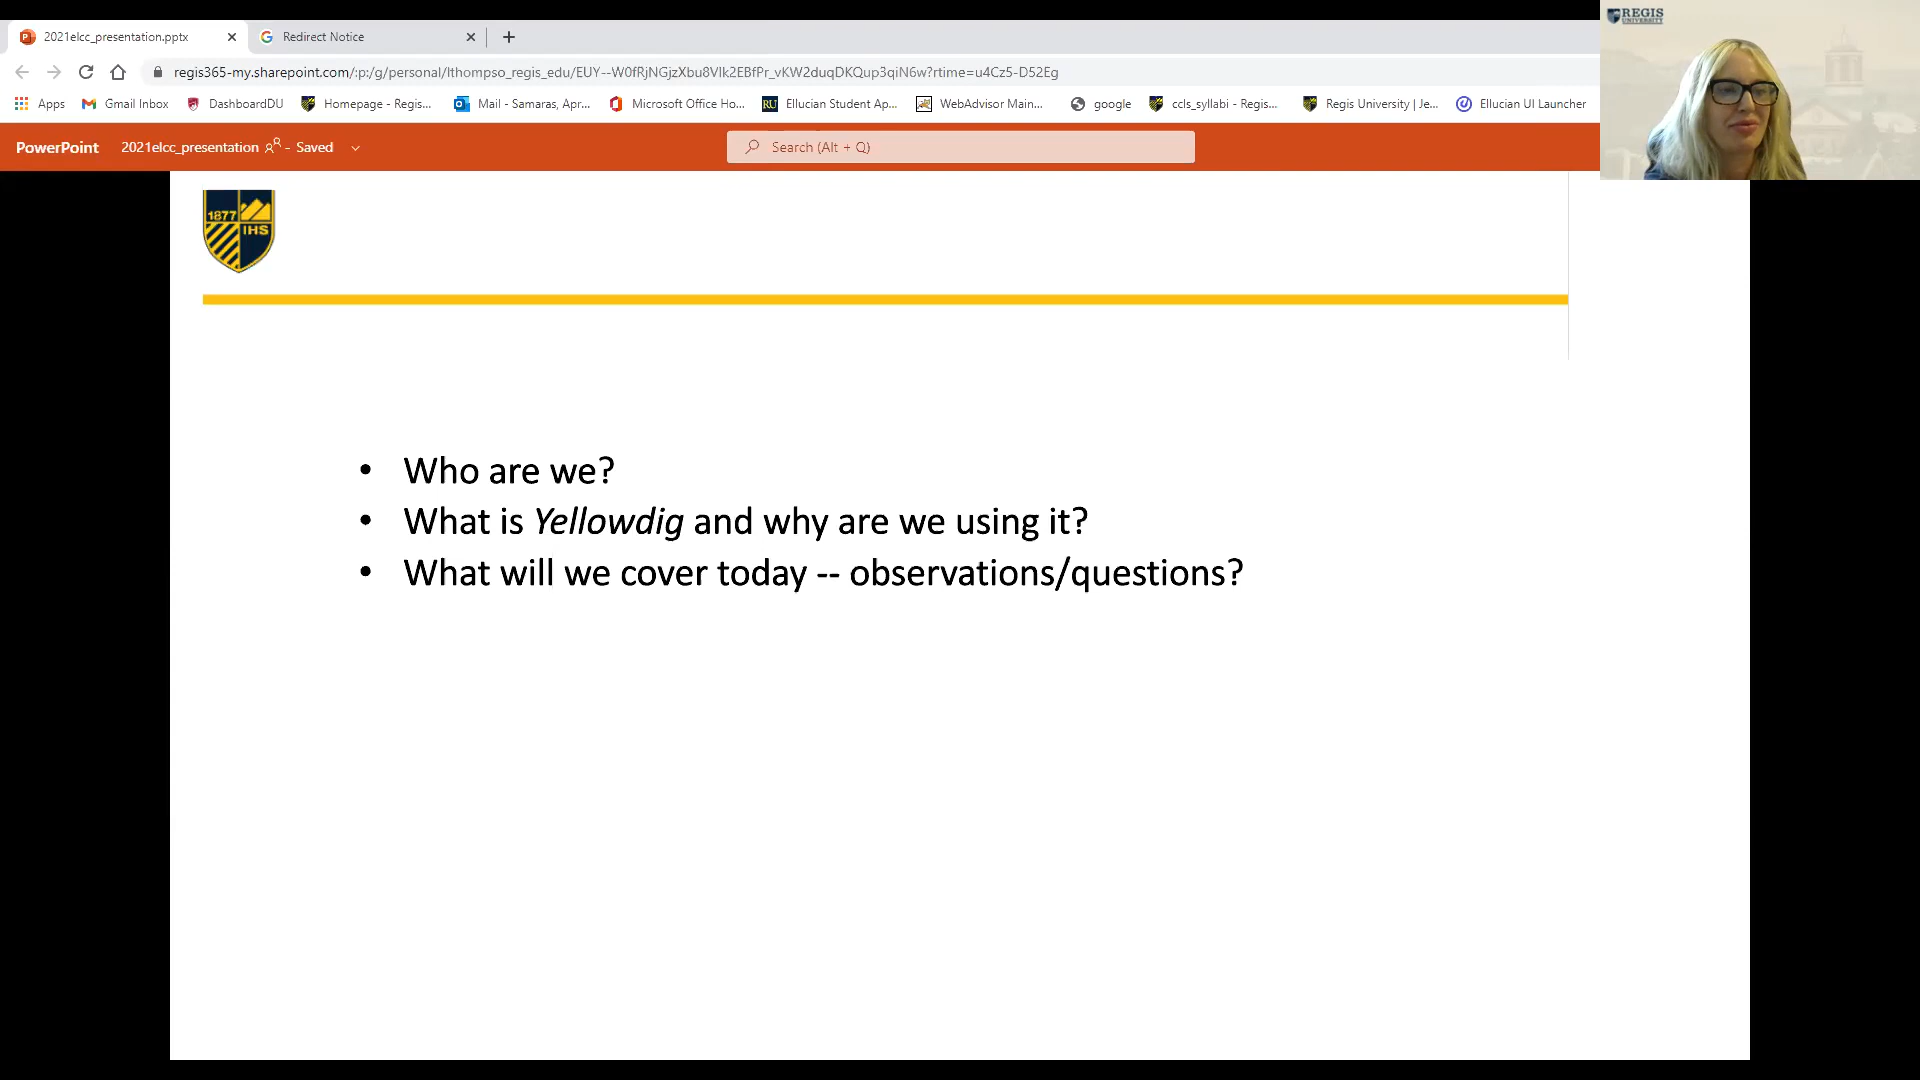 2021elcc_presentation.pptx
Redirect Notice
regis365-my.sharepoint.com/:p:/g/personal/lthompso_regis_edu/EUY--W0fRjNGjzXbu8Vlk2EBfPr_vKW2duqDKQup3qiN6w?rtime=u4Cz5-D52Eg
Apps Gmail Inbox DashboardDU Homepage - Regis... Mail - Samaras, Apr... Microsoft Office Ho... RU Ellucian Student Ap... WebAdvisor Main... google ccls_syllabi - Regis... Regis University | Je... Ellucian UI Launcher
PowerPoint 2021elcc_presentation - Saved Search (Alt + Q)
REGIS
UNIVERSITY
1877
IHS
• Who are we?
• What is Yellowdig and why are we using it?
• What will we cover today -- observations/questions?